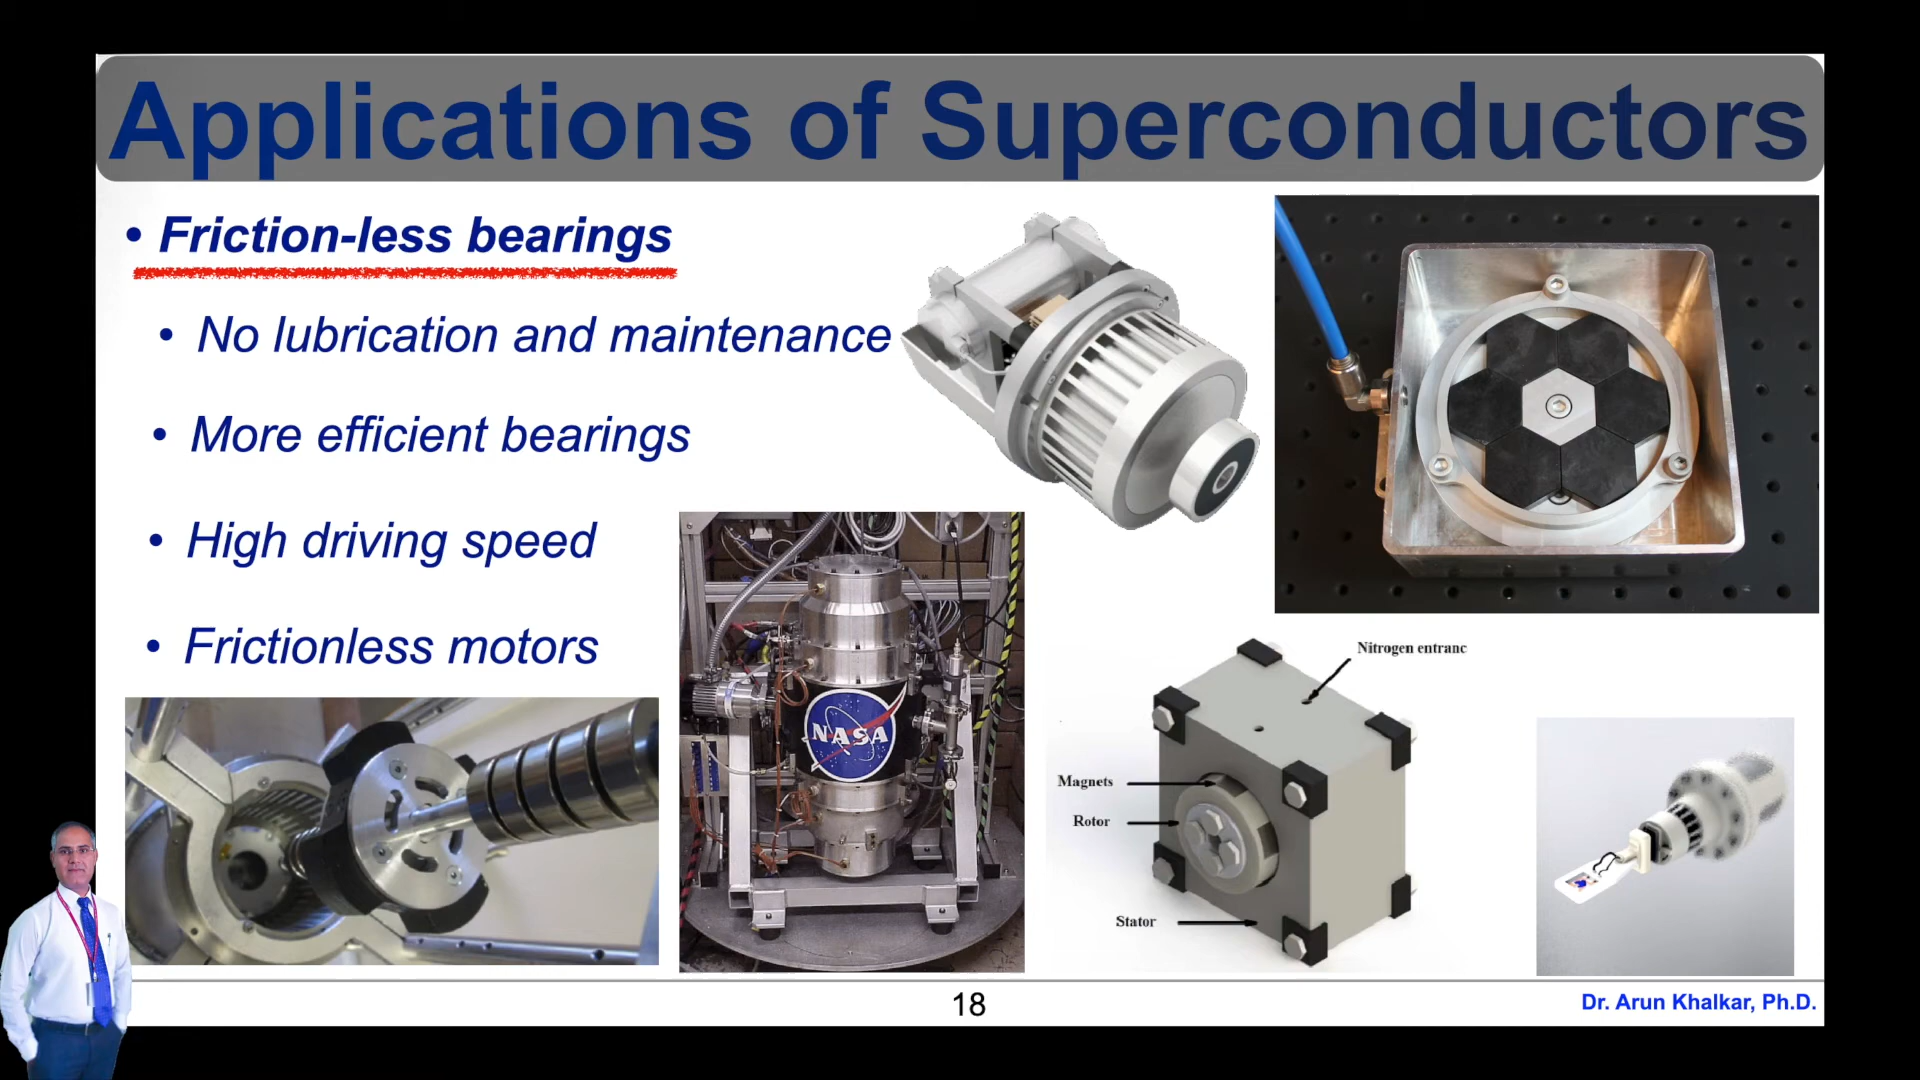 Applications of Superconductors
• Friction-less bearings
• No lubrication and maintenance
• More efficient bearings
• High driving speed
• Frictionless motors
NASA
Nitrogen entranc
Magnets
Rotor
Stator
18
Dr. Arun Khalkar, Ph.D.